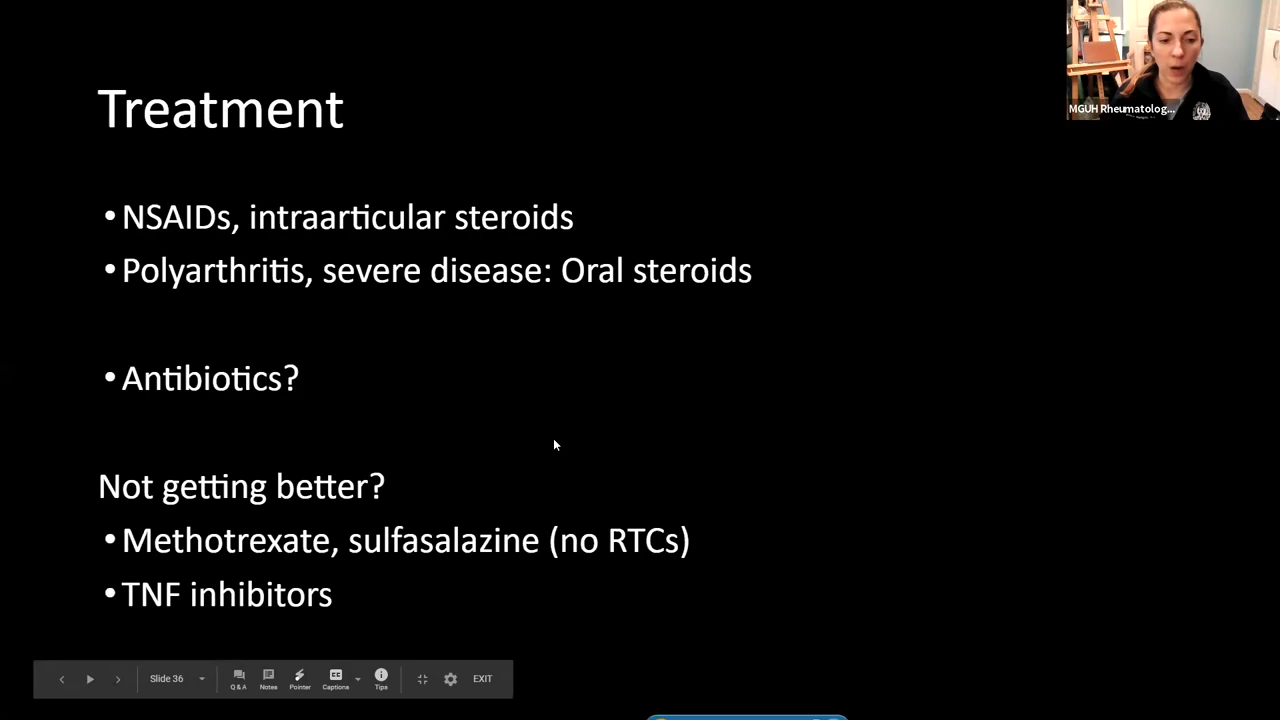 Treatment
MGUH Rheumatolog...
•NSAIDs, intraarticular steroids
•Polyarthritis, severe disease: Oral steroids
•Antibiotics?
Not getting better?
•Methotrexate, sulfasalazine (no RTCs)
•TNF inhibitors
Slide 36
Q & A
Notes
Pointer
Captions
Tips
EXIT